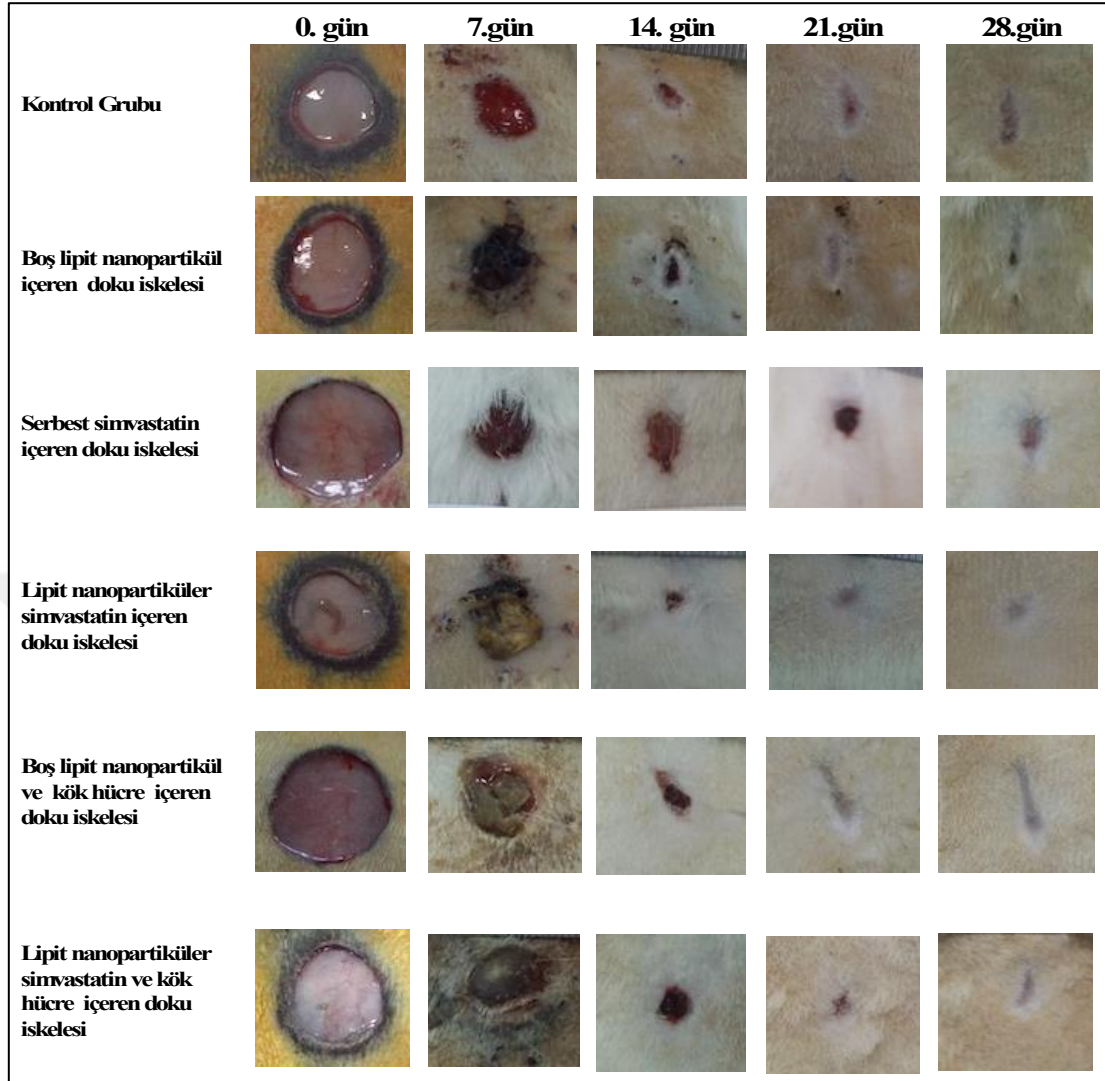 0. gün 7.gün 14. gün 21.gün 28.gün
Kontrol Grubu
Boş lipit nanopartikül
içeren doku iskelesi
Serbest simvastatin
içeren doku iskelesi
Lipit nanopartiküler
simvastatin içeren
doku iskelesi
Boş lipit nanopartikül
ve kök hücre içeren
doku iskelesi
Lipit nanopartiküler
simvastatin ve kök
hücre içeren doku
iskelesi